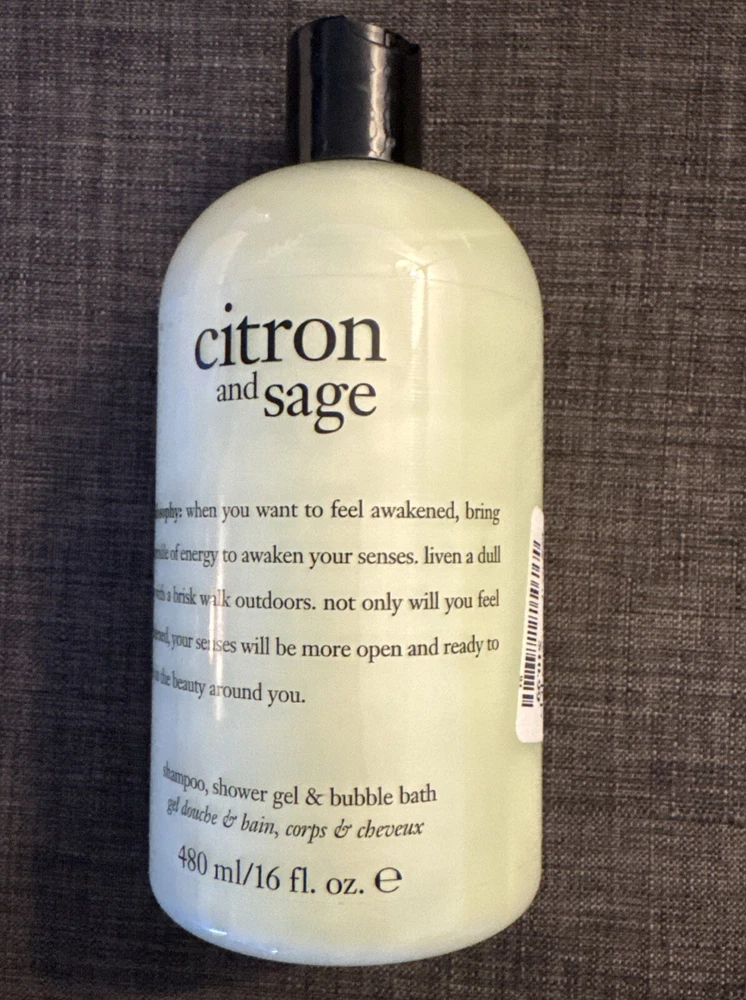 citron
and sage
when you want to feel awakened, bring
of energy to awaken your senses. liven a dull
with a brisk walk outdoors. not only will you feel
your senses will be more open and ready to
the beauty around you.
shampoo, shower gel & bubble bath
gel douche & bain, corps & cheveux
480 ml/16 fl. oz. ℮